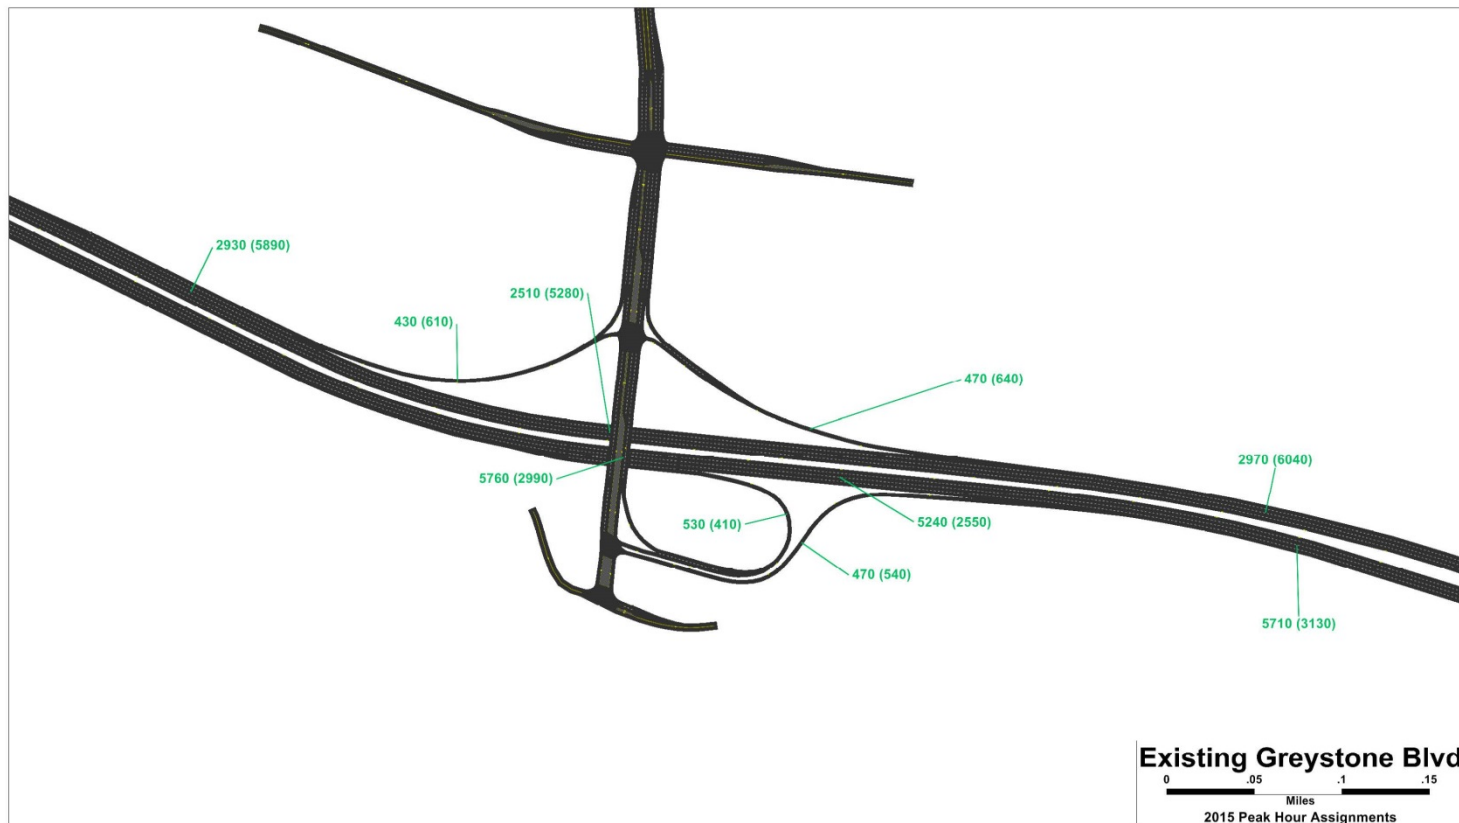 2930 (5890)
2510 (5280)
430 (610)
470 (640)
2970 (6040)
5760 (2990)
530 (410)
5240 (2550)
470 (540)
5710 (3130)
Existing Greystone Blvd
0 .05 .1 .15
Miles
2015 Peak Hour Assignments